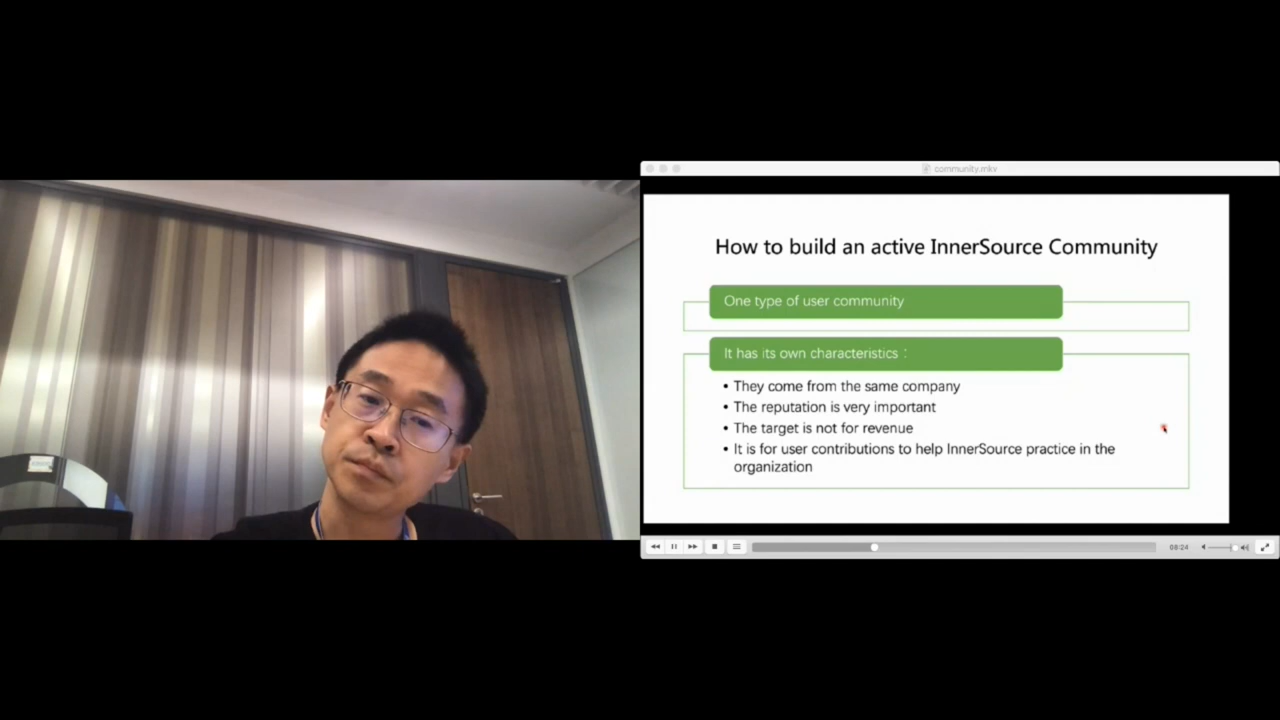 community.mkv
How to build an active InnerSource Community
One type of user community
It has its own characteristics：
• They come from the same company
• The reputation is very important
• The target is not for revenue
• It is for user contributions to help InnerSource practice in the
organization
08:24